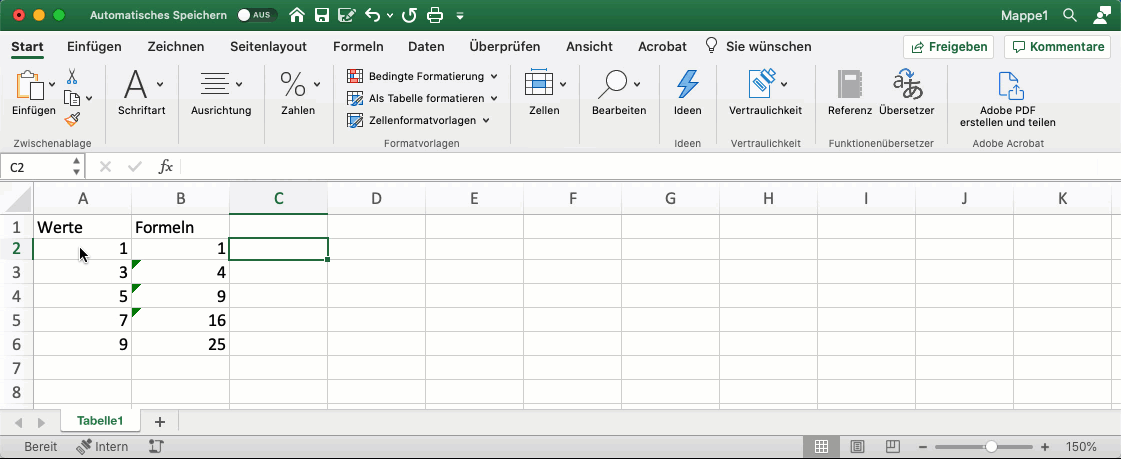 Automatisches Speichern AUS Mappe1
Start Einfügen Zeichnen Seitenlayout Formeln Daten Überprüfen Ansicht Acrobat Sie wünschen Freigeben Kommentare
Einfügen
Zwischenablage
Schriftart
Ausrichtung
% Zahlen
Bedingte Formatierung
Als Tabelle formatieren
Zellenformatvorlagen
Formatvorlagen
Zellen
Bearbeiten
Ideen
Ideen
Vertraulichkeit
Vertraulichkeit
Referenz Übersetzer
Funktionenübersetzer
Adobe PDF
erstellen und teilen
Adobe Acrobat
C2 fx
A B C D E F G H I J K
1 Werte Formeln
2 1 1
3 3 4
4 5 9
5 7 16
6 9 25
7
8
Tabelle1 +
Bereit Intern 150%